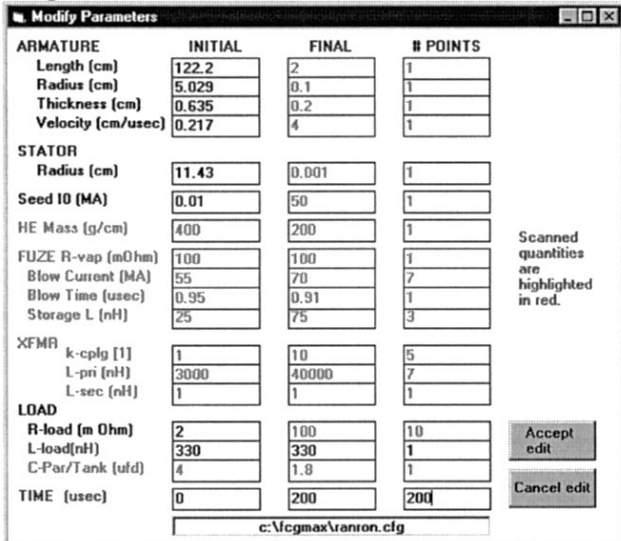 Modify Parameters
ARMATURE INITIAL FINAL # POINTS
Length (cm) 122.2 2 1
Radius (cm) 5.029 0.1 1
Thickness (cm) 0.635 0.2 1
Velocity (cm/usec) 0.217 4 1
STATOR
Radius (cm) 11.43 0.001 1
Seed I0 (MA) 0.01 50 1
HE Mass (g/cm) 400 200 1
FUZE R-vap (mOhm) 100 100 1
Blow Current (MA) 55 70 7
Blow Time (usec) 0.95 0.91 1
Storage L (nH) 25 75 3
XFMR
k-cplg [1] 1 10 5
L-pri (nH) 3000 40000 7
L-sec (nH) 1 1 1
LOAD
R-load (m Ohm) 2 100 10
L-load(nH) 330 330 1
C-Par/Tank (ufd) 4 1.8 1
TIME (usec) 0 200 200
Scanned
quantities
are
highlighted
in red.
Accept
edit
Cancel edit
c:\fcgmax\ranron.cfg